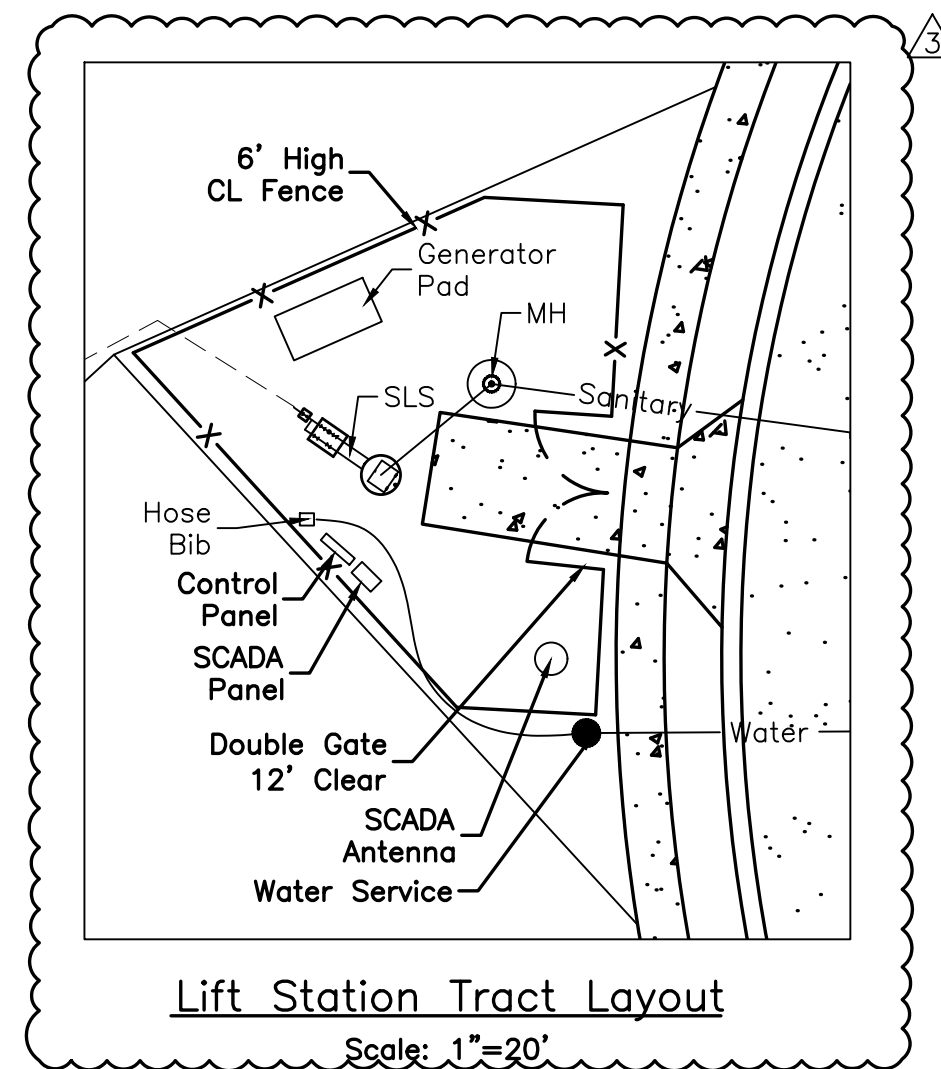 3
6' High
CL Fence
Generator
Pad
MH
SLS
Sanitary
Hose
Bib
Control
Panel
SCADA
Panel
Double Gate
12' Clear
Water
SCADA
Antenna
Water Service
Lift Station Tract Layout
Scale: 1"=20'